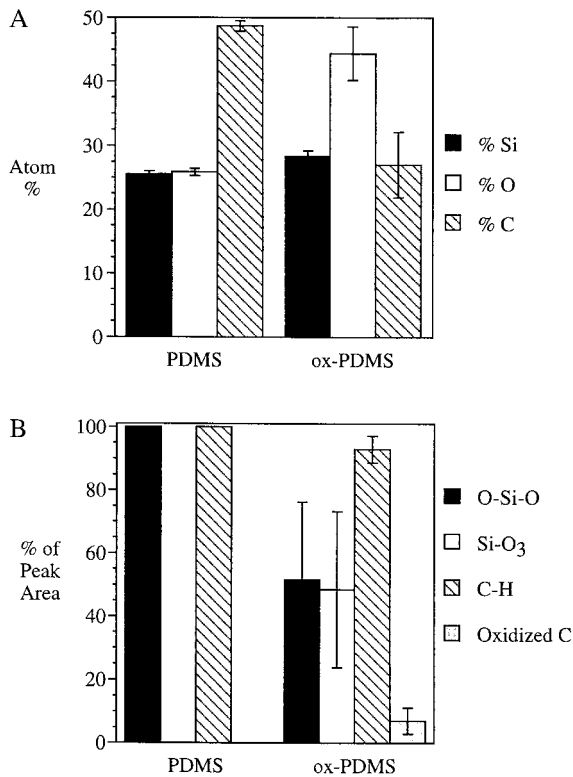 A
50
40
30
20
10
0
Atom
%
PDMS
ox-PDMS
% Si
% O
% C
B
100
80
60
40
20
0
% of
Peak
Area
PDMS
ox-PDMS
O-Si-O
Si-O3
C-H
Oxidized C